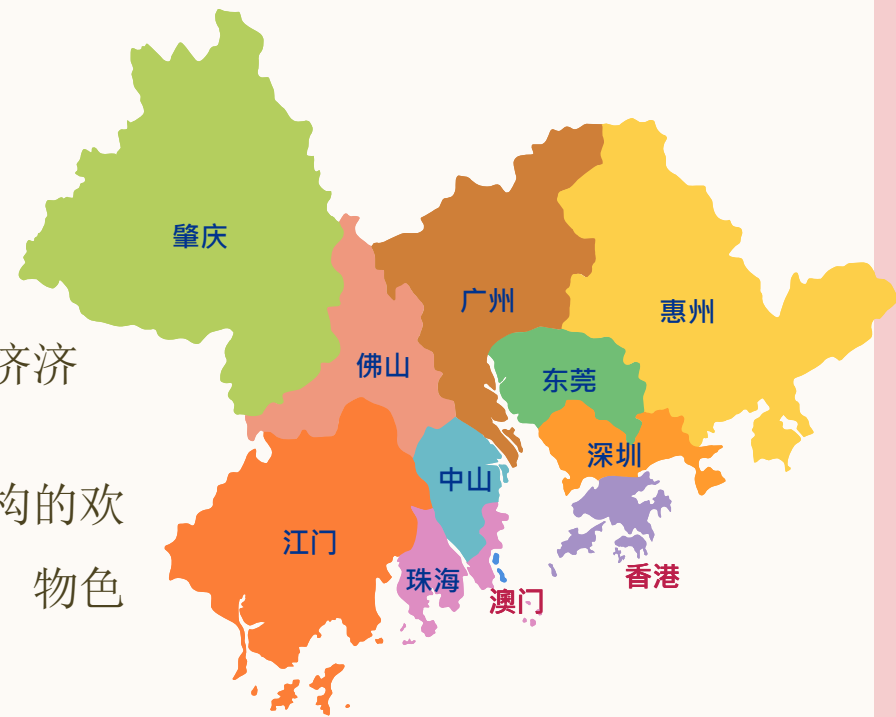 肇庆
广州
惠州
济济
佛山
东莞
深圳
中山
构的欢
江门
珠海
香港
物色
澳门